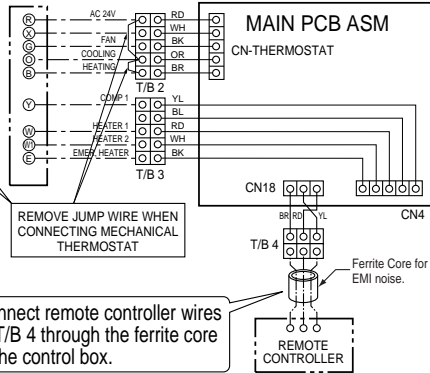 R
X
G
O
B
Y
W
W1
E
AC 24V
FAN
COOLING
HEATING
COMP 1
HEATER 1
HEATER 2
EMER. HEATER
RD
WH
BK
OR
BR
T/B 2
YL
BL
RD
WH
BK
T/B 3
MAIN PCB ASM
CN-THERMOSTAT
CN18
CN4
BR RD YL
T/B 4
REMOVE JUMP WIRE WHEN
CONNECTING MECHANICAL
THERMOSTAT
Ferrite Core for
EMI noise.
nnect remote controller wires
T/B 4 through the ferrite core
he control box.
REMOTE
CONTROLLER